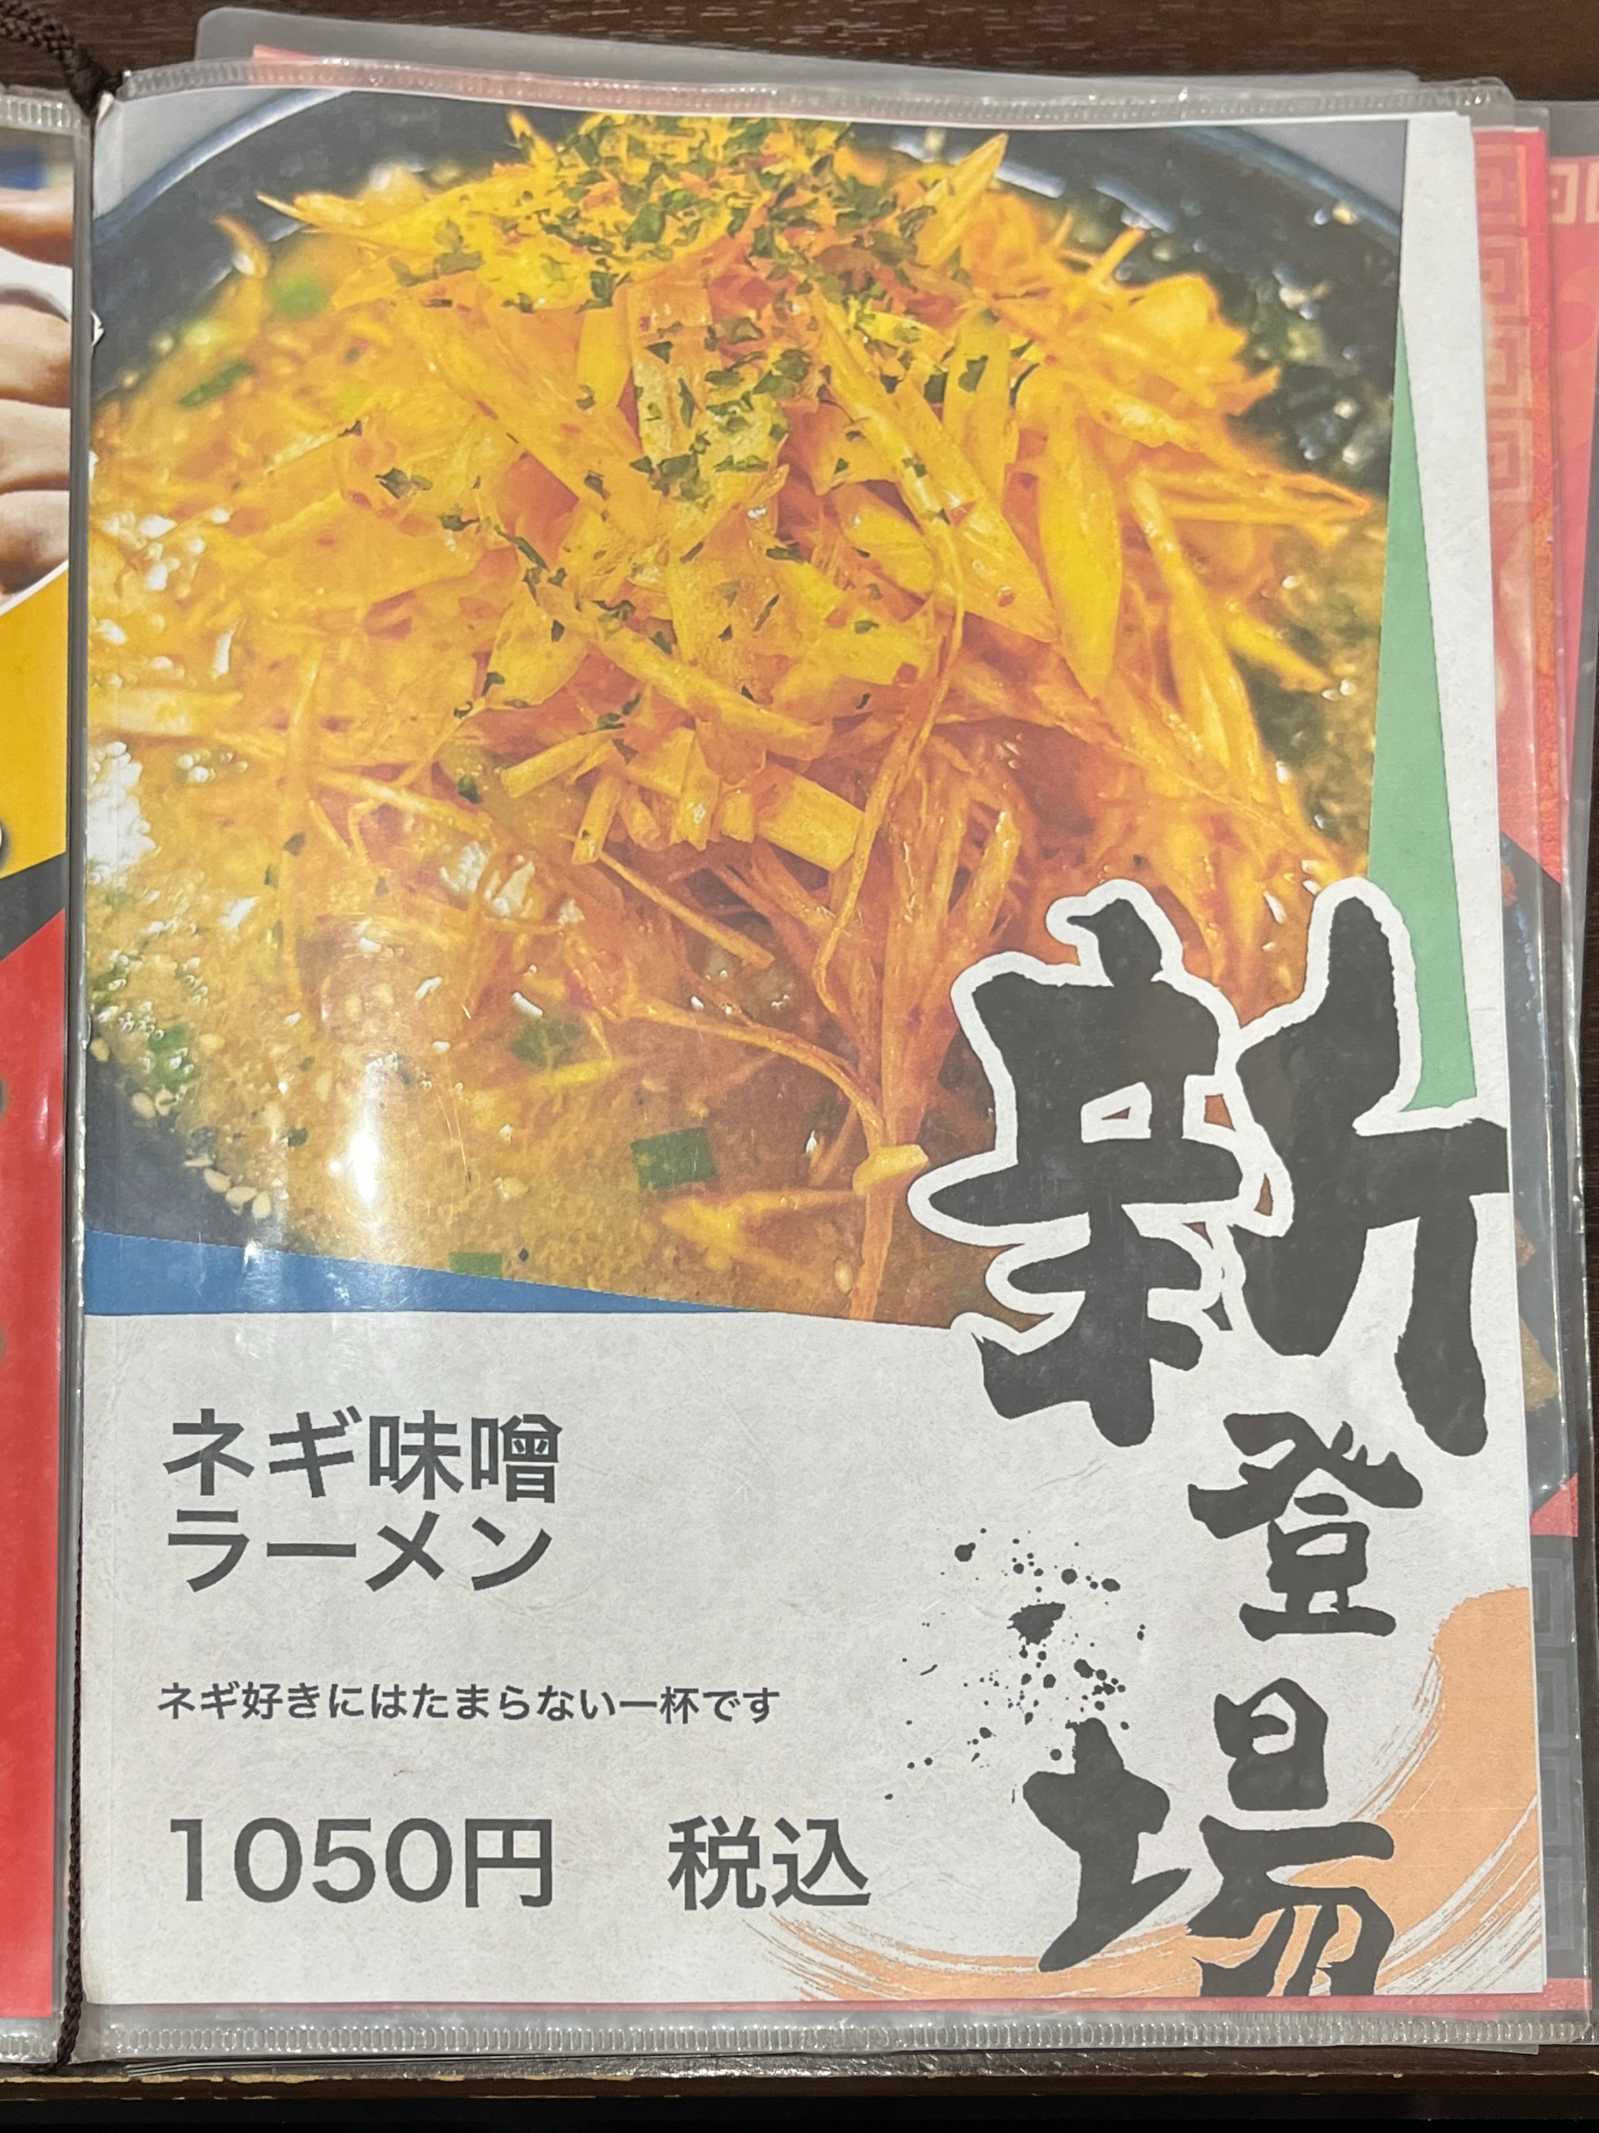 新登場
ネギ味噌
ラーメン
ネギ好きにはたまらない一杯です
1050円　税込